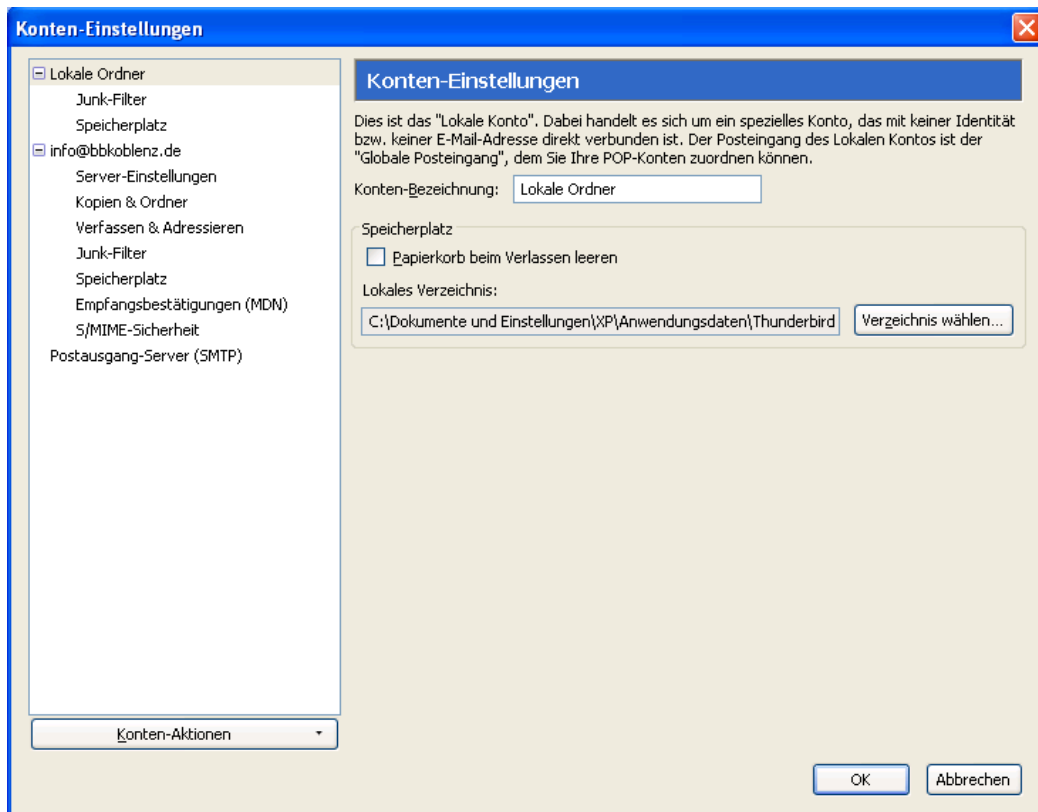 Konten-Einstellungen
Lokale Ordner
Junk-Filter
Speicherplatz
info@bbkoblenz.de
Server-Einstellungen
Kopien & Ordner
Verfassen & Adressieren
Junk-Filter
Speicherplatz
Empfangsbestätigungen (MDN)
S/MIME-Sicherheit
Postausgang-Server (SMTP)
Konten-Aktionen
Konten-Einstellungen
Dies ist das "Lokale Konto". Dabei handelt es sich um ein spezielles Konto, das mit keiner Identität
bzw. keiner E-Mail-Adresse direkt verbunden ist. Der Posteingang des Lokalen Kontos ist der
"Globale Posteingang", dem Sie Ihre POP-Konten zuordnen können.
Konten-Bezeichnung: Lokale Ordner
Speicherplatz
Papierkorb beim Verlassen leeren
Lokales Verzeichnis:
C:\Dokumente und Einstellungen\XP\Anwendungsdaten\Thunderbird Verzeichnis wählen...
OK Abbrechen